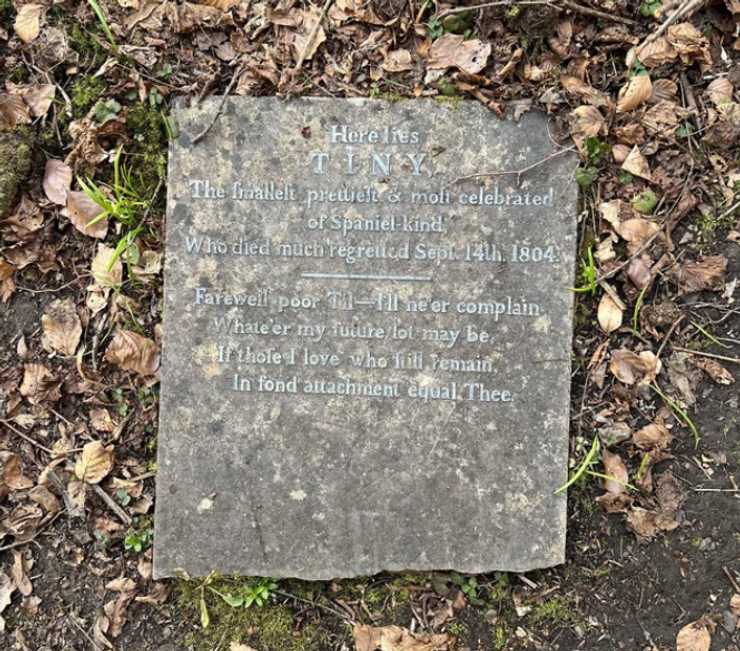 Here lies
TINY,
The ſmalleſt, prettieſt & moſt celebrated
of Spaniel-kind,
Who died much regretted Sept. 14th. 1804.
Farewell poor Ti!—I'll ne'er complain
Whate'er my future lot may be,
If thoſe I love who ſtill remain,
In fond attachment equal Thee.